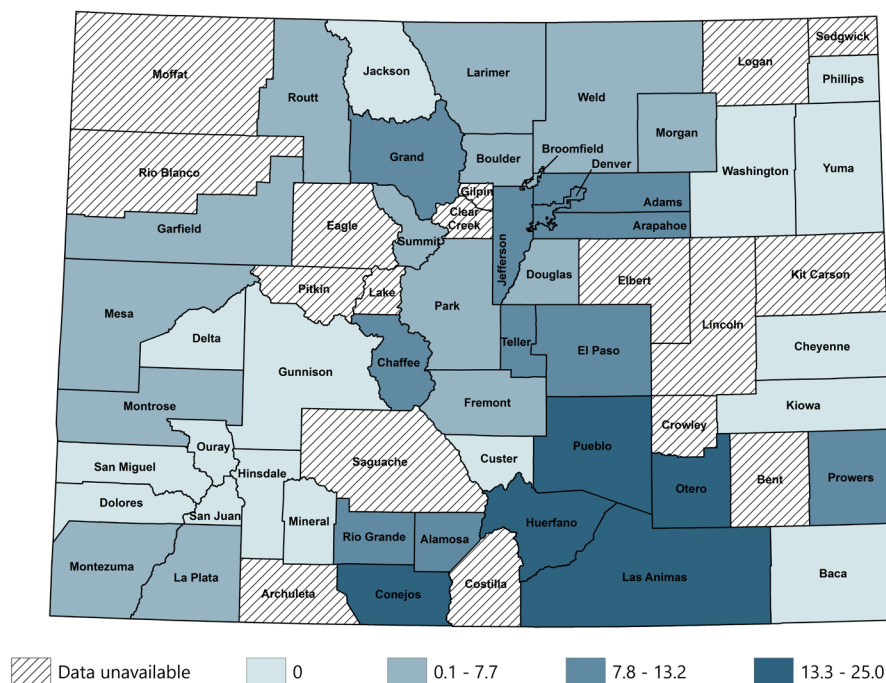 Moffat
Routt
Jackson
Larimer
Weld
Logan
Sedgwick
Phillips
Morgan
Washington
Yuma
Rio Blanco
Grand
Boulder
Broomfield
Denver
Gilpin
Adams
Garfield
Eagle
Clear
Creek
Summit
Jefferson
Arapahoe
Douglas
Elbert
Kit Carson
Mesa
Pitkin
Lake
Park
Lincoln
Delta
Teller
El Paso
Cheyenne
Gunnison
Chaffee
Montrose
Fremont
Kiowa
Crowley
Ouray
Pueblo
San Miguel
Hinsdale
Saguache
Custer
Otero
Bent
Prowers
Dolores
San Juan
Mineral
Rio Grande
Alamosa
Huerfano
Montezuma
La Plata
Archuleta
Conejos
Costilla
Las Animas
Baca
Data unavailable
0
0.1 - 7.7
7.8 - 13.2
13.3 - 25.0